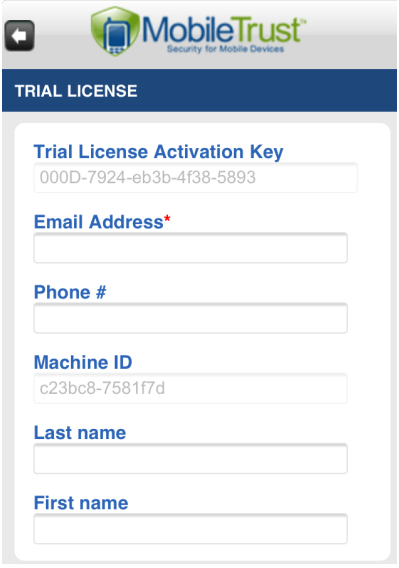 MobileTrust™
Security for Mobile Devices
TRIAL LICENSE
Trial License Activation Key
000D-7924-eb3b-4f38-5893
Email Address*
Phone #
Machine ID
c23bc8-7581f7d
Last name
First name